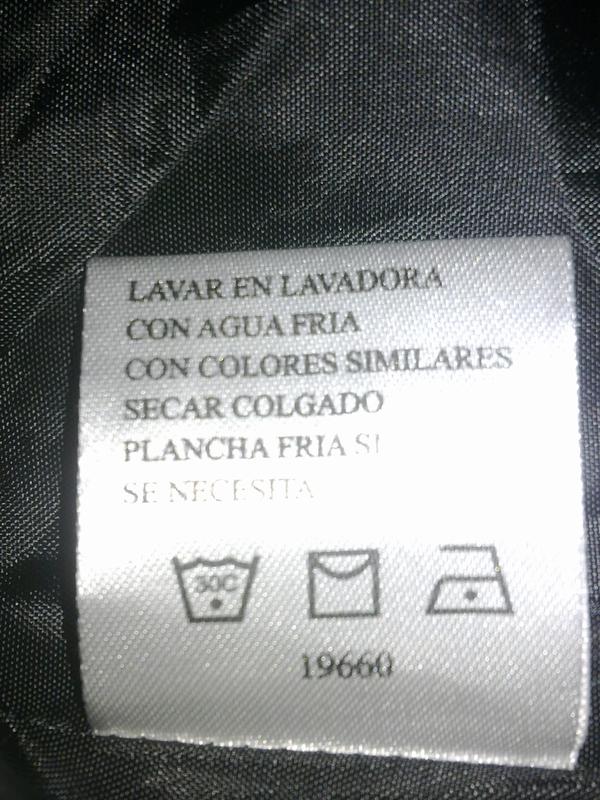 LAVAR EN LAVADORA
CON AGUA FRIA
CON COLORES SIMILARES
SECAR COLGADO
PLANCHA FRIA SI
SE NECESITA
30C
19660